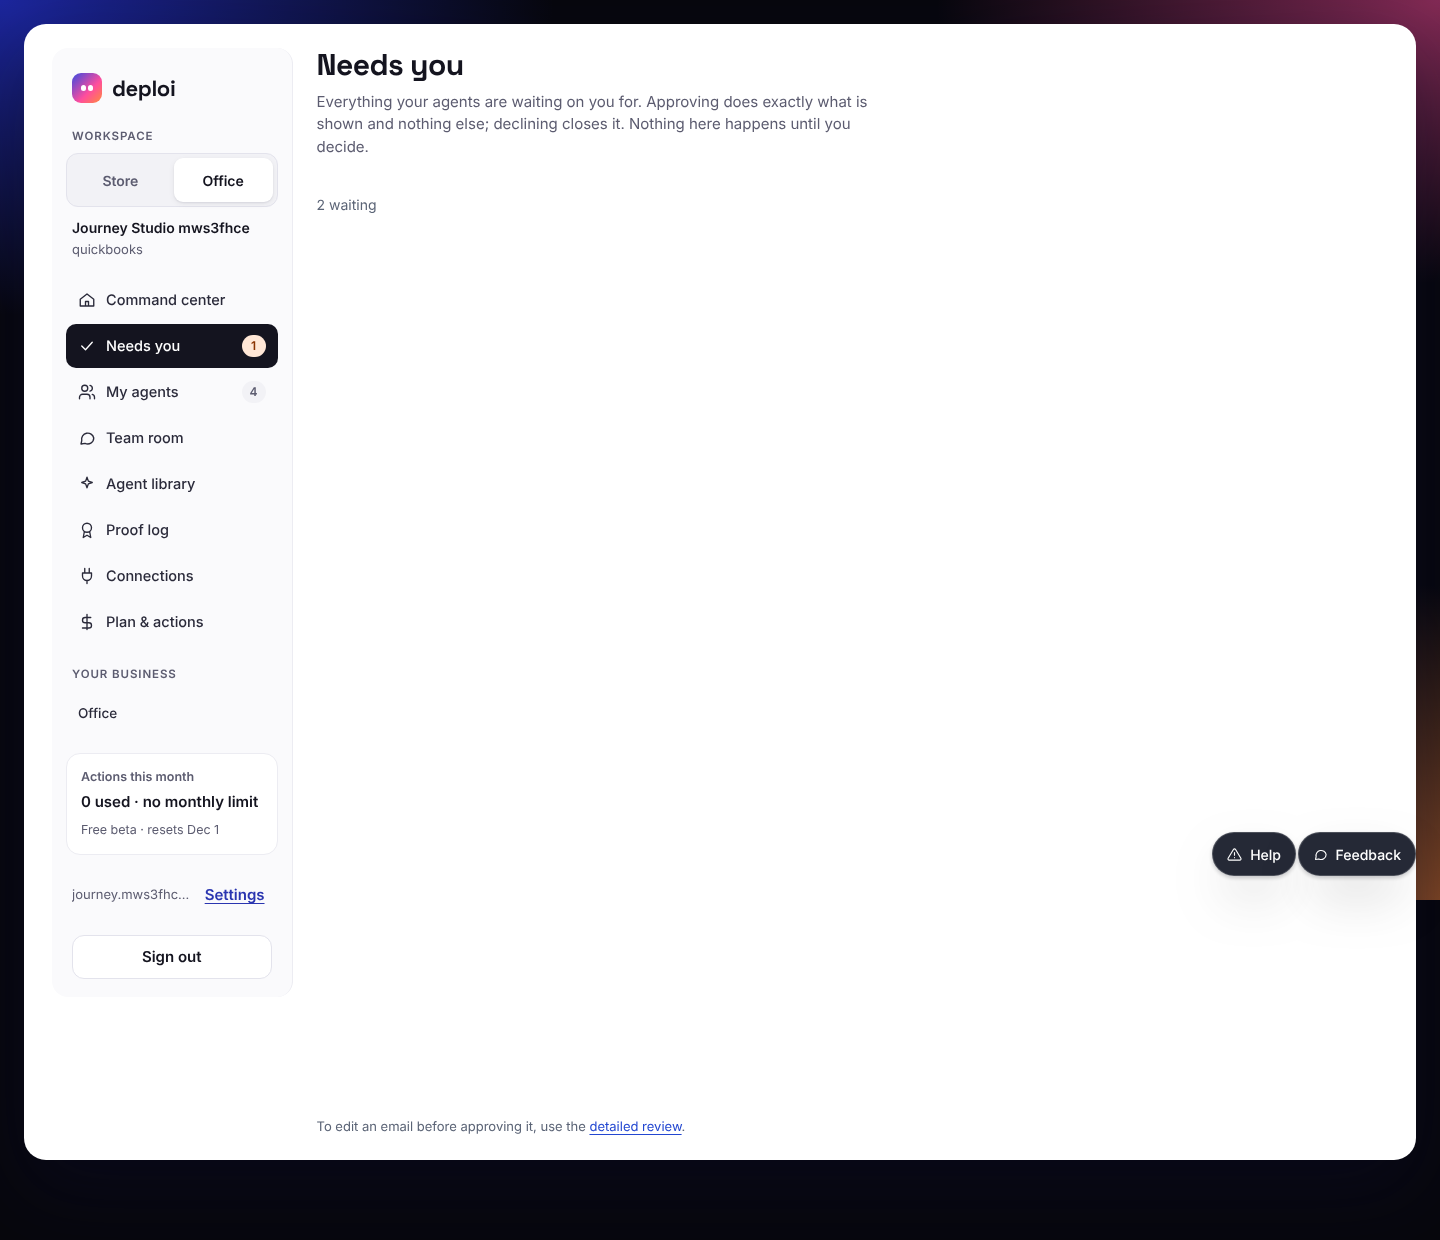 deploi
WORKSPACE
Store
Office
Journey Studio mws3fhce
quickbooks
Command center
Needs you
1
My agents
4
Team room
Agent library
Proof log
Connections
Plan & actions
YOUR BUSINESS
Office
Actions this month
0 used · no monthly limit
Free beta · resets Dec 1
journey.mws3fhc...
Settings
Sign out
Needs you
Everything your agents are waiting on you for. Approving does exactly what is
shown and nothing else; declining closes it. Nothing here happens until you
decide.
2 waiting
Help
Feedback
To edit an email before approving it, use the detailed review.